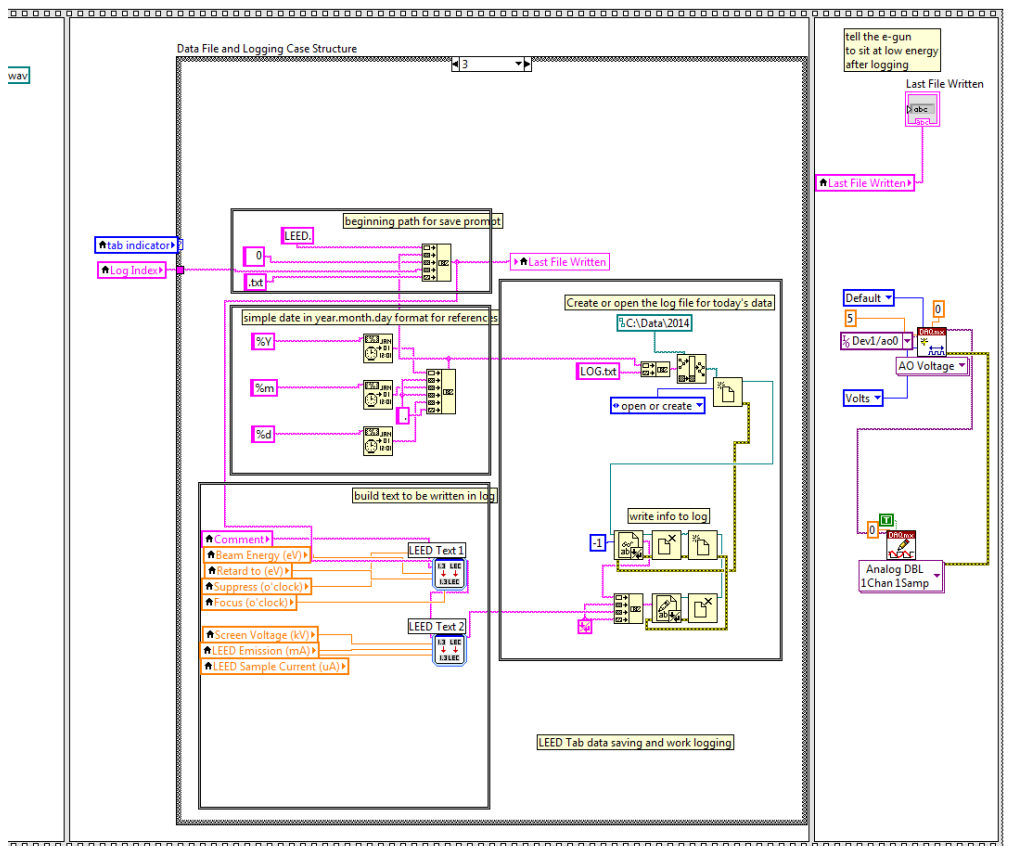 wav
Data File and Logging Case Structure
3
beginning path for save prompt
LEED.
0
.txt
tab indicator
Log Index
Last File Written
simple date in year.month.day format for references
%Y
%m
%d
.
Create or open the log file for today's data
C:\Data\2014
LOG.txt
open or create
build text to be written in log
Comment
Beam Energy (eV)
Retard to (eV)
Suppress (o'clock)
Focus (o'clock)
LEED Text 1
Screen Voltage (kV)
LEED Emission (mA)
LEED Sample Current (uA)
LEED Text 2
write info to log
-1
LEED Tab data saving and work logging
tell the e-gun
to sit at low energy
after logging
Last File Written
abc
abc
Last File Written
Default
0
5
Dev1/ao0
DAQmx
AO Voltage
Volts
T
0
DAQmx
Analog DBL
1Chan 1Samp